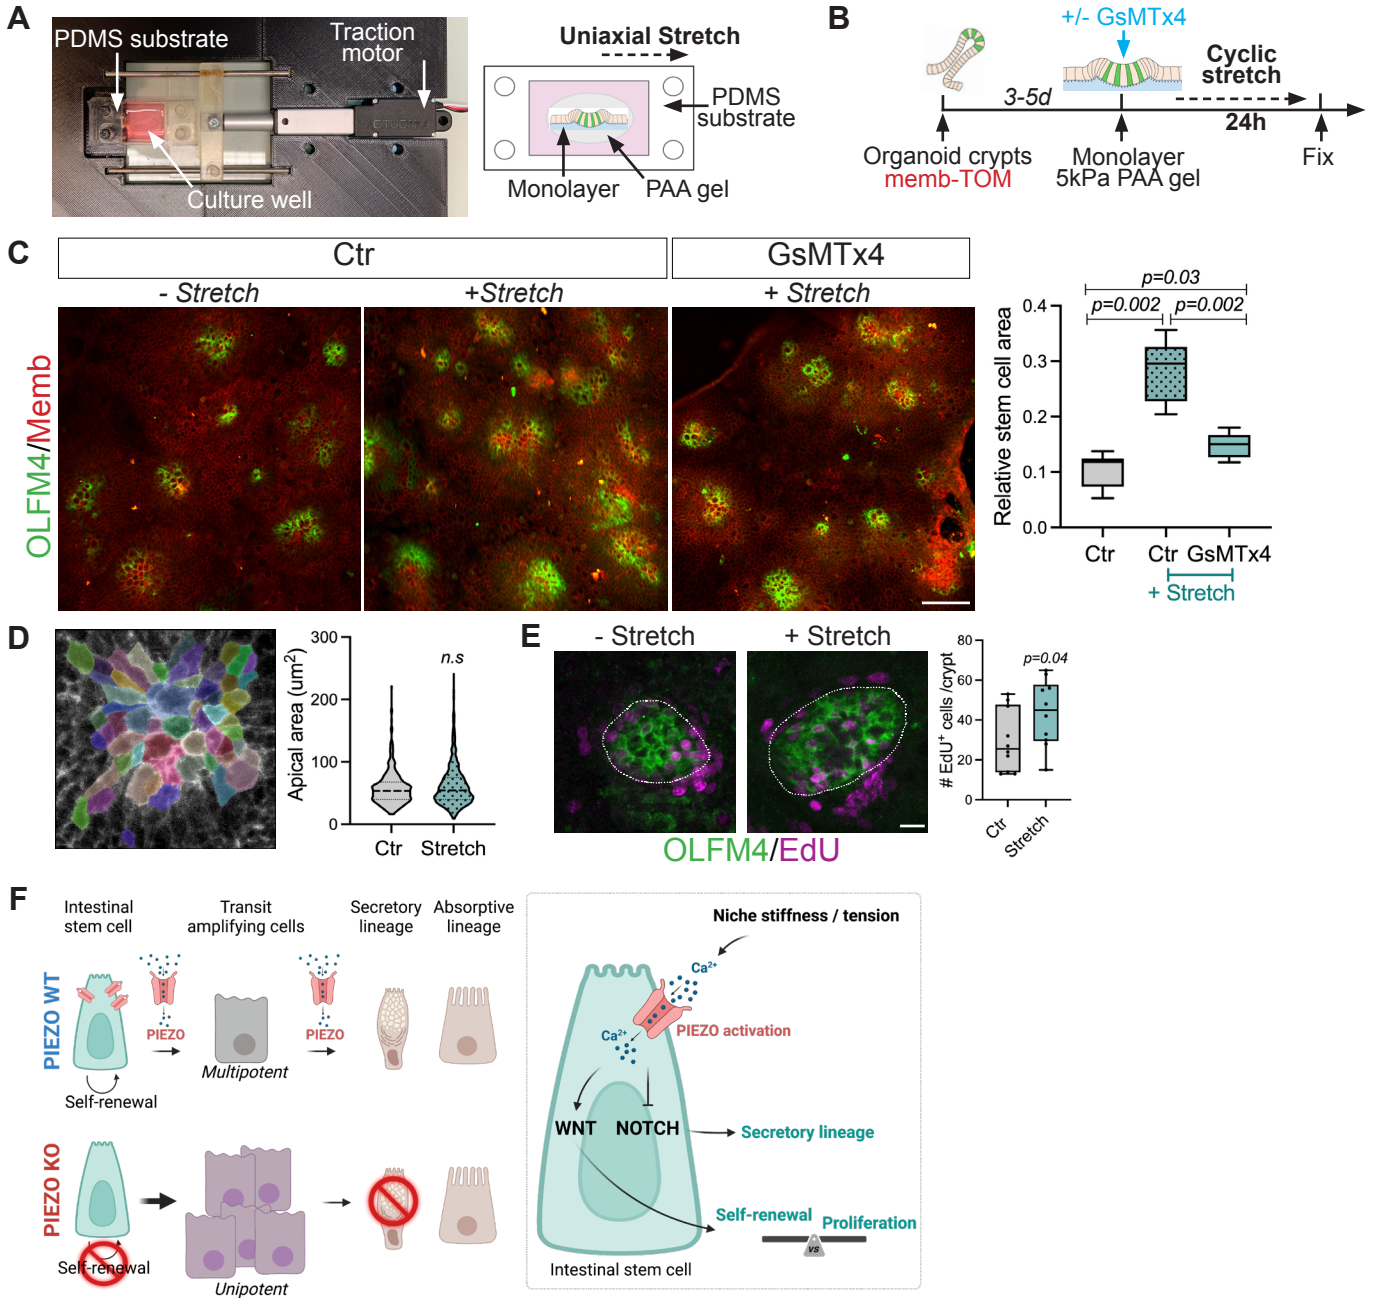 A
PDMS substrate
Traction
motor
Culture well
Uniaxial Stretch
PDMS
substrate
Monolayer
PAA gel
B
+/- GsMTx4
Cyclic
stretch
3-5d
24h
Organoid crypts
memb-TOM
Monolayer
5kPa PAA gel
Fix
C
Ctr
GsMTx4
- Stretch
+Stretch
+ Stretch
OLFM4/Memb
p=0.03
p=0.002
p=0.002
Relative stem cell area
0.4
0.3
0.2
0.1
0.0
Ctr
Ctr
GsMTx4
+ Stretch
D
Apical area (um2)
300
200
100
0
n.s
Ctr
Stretch
E
- Stretch
+ Stretch
OLFM4/EdU
# EdU+ cells /crypt
80
60
40
20
0
p=0.04
Ctr
Stretch
F
Intestinal
stem cell
Transit
amplifying cells
Secretory
lineage
Absorptive
lineage
PIEZO WT
PIEZO
PIEZO
Multipotent
Self-renewal
PIEZO KO
Self-renewal
Unipotent
Niche stiffness / tension
Ca2+
PIEZO activation
Ca2+
WNT
NOTCH
Secretory lineage
Self-renewal
Proliferation
vs
Intestinal stem cell